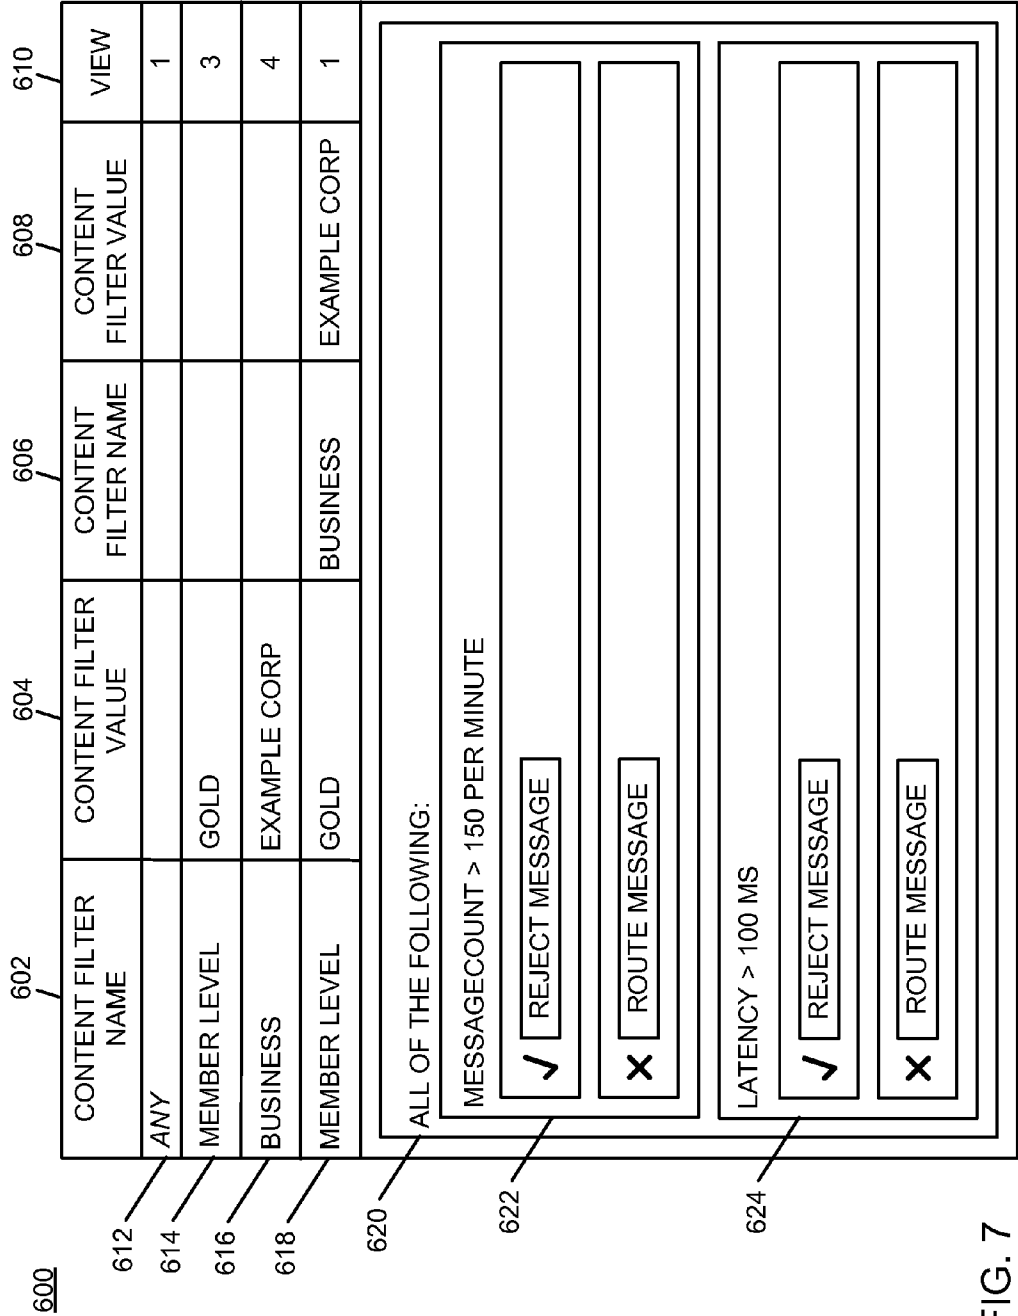 600
602
604
606
608
610
CONTENT FILTER
NAME
CONTENT FILTER
VALUE
CONTENT
FILTER NAME
CONTENT
FILTER VALUE
VIEW
612
ANY
1
614
MEMBER LEVEL
GOLD
3
616
BUSINESS
EXAMPLE CORP
4
618
MEMBER LEVEL
GOLD
BUSINESS
EXAMPLE CORP
1
620
ALL OF THE FOLLOWING:
622
MESSAGECOUNT > 150 PER MINUTE
✓ REJECT MESSAGE
✕ ROUTE MESSAGE
624
LATENCY > 100 MS
✓ REJECT MESSAGE
✕ ROUTE MESSAGE
FIG. 7